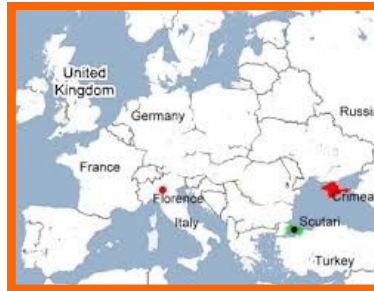 United
Kingdom
Germany
Russi
France
Florence
Crimea
Italy
Scutari
Turkey